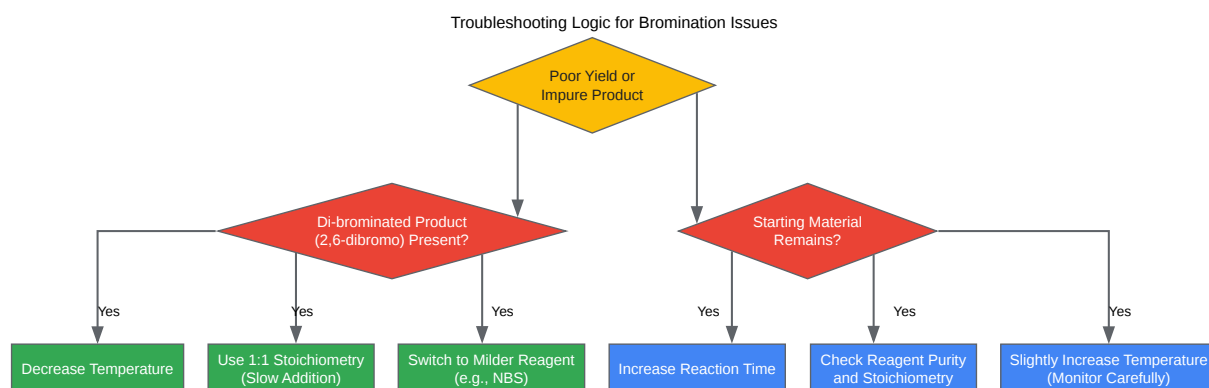 Troubleshooting Logic for Bromination Issues
Poor Yield or
Impure Product
Di-brominated Product
(2,6-dibromo) Present?
Starting Material
Remains?
Yes
Yes
Yes
Yes
Yes
Yes
Decrease Temperature
Use 1:1 Stoichiometry
(Slow Addition)
Switch to Milder Reagent
(e.g., NBS)
Increase Reaction Time
Check Reagent Purity
and Stoichiometry
Slightly Increase Temperature
(Monitor Carefully)